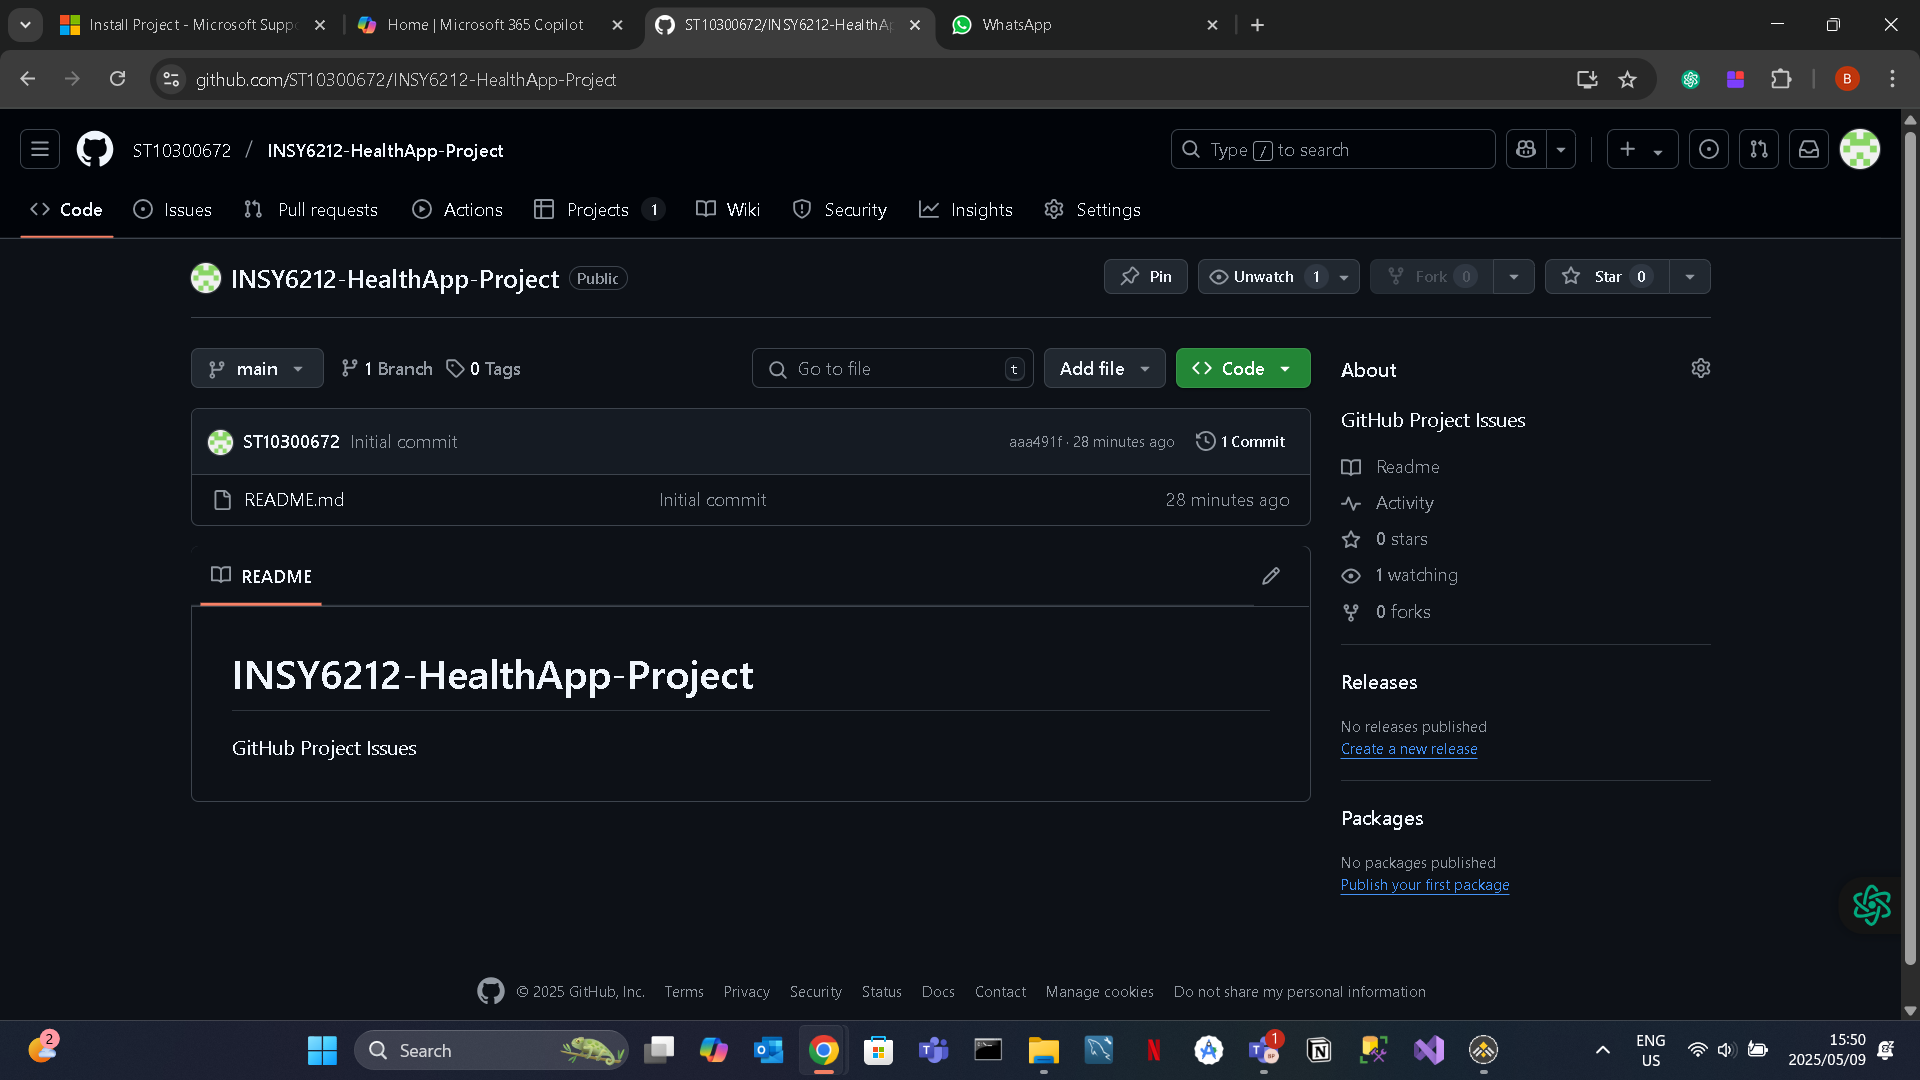 Install Project - Microsoft Supp
Home | Microsoft 365 Copilot
ST10300672/INSY6212-HealthAp
WhatsApp
github.com/ST10300672/INSY6212-HealthApp-Project
B
ST10300672 / INSY6212-HealthApp-Project
Type / to search
Code
Issues
Pull requests
Actions
Projects 1
Wiki
Security
Insights
Settings
INSY6212-HealthApp-Project Public
Pin
Unwatch 1
Fork 0
Star 0
main
1 Branch
0 Tags
Go to file t
Add file
Code
ST10300672 Initial commit
aaa491f · 28 minutes ago
1 Commit
README.md
Initial commit
28 minutes ago
README
INSY6212-HealthApp-Project
GitHub Project Issues
About
GitHub Project Issues
Readme
Activity
0 stars
1 watching
0 forks
Releases
No releases published
Create a new release
Packages
No packages published
Publish your first package
© 2025 GitHub, Inc. Terms Privacy Security Status Docs Contact Manage cookies Do not share my personal information
2
Search
1
ENG
US
15:50
2025/05/09